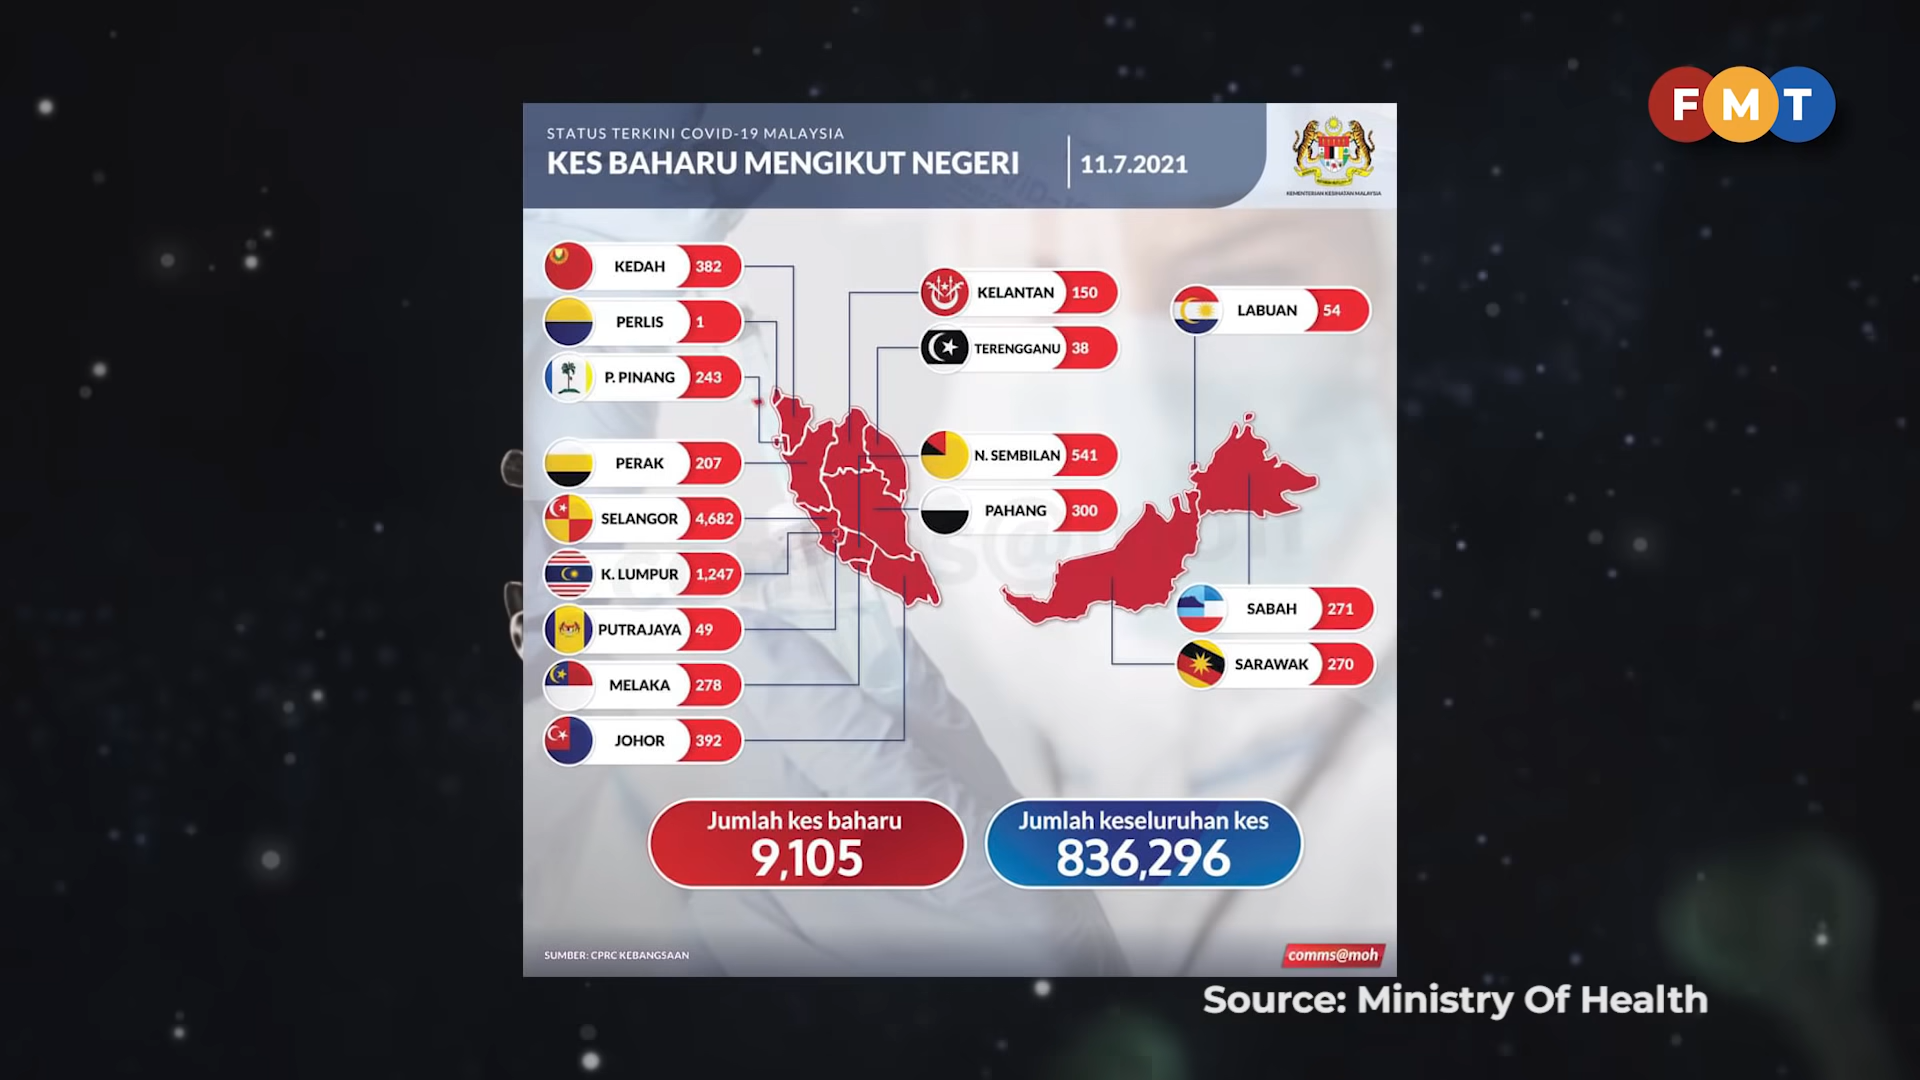 FMT
STATUS TERKINI COVID-19 MALAYSIA
KES BAHARU MENGIKUT NEGERI
11.7.2021
KEMENTERIAN KESIHATAN MALAYSIA
KEDAH 382
PERLIS 1
P. PINANG 243
PERAK 207
SELANGOR 4,682
K. LUMPUR 1,247
PUTRAJAYA 49
MELAKA 278
JOHOR 392
KELANTAN 150
TERENGGANU 38
N. SEMBILAN 541
PAHANG 300
LABUAN 54
SABAH 271
SARAWAK 270
Jumlah kes baharu
9,105
Jumlah keseluruhan kes
836,296
SUMBER: CPRC KEBANGSAAN
comms@moh
Source: Ministry Of Health